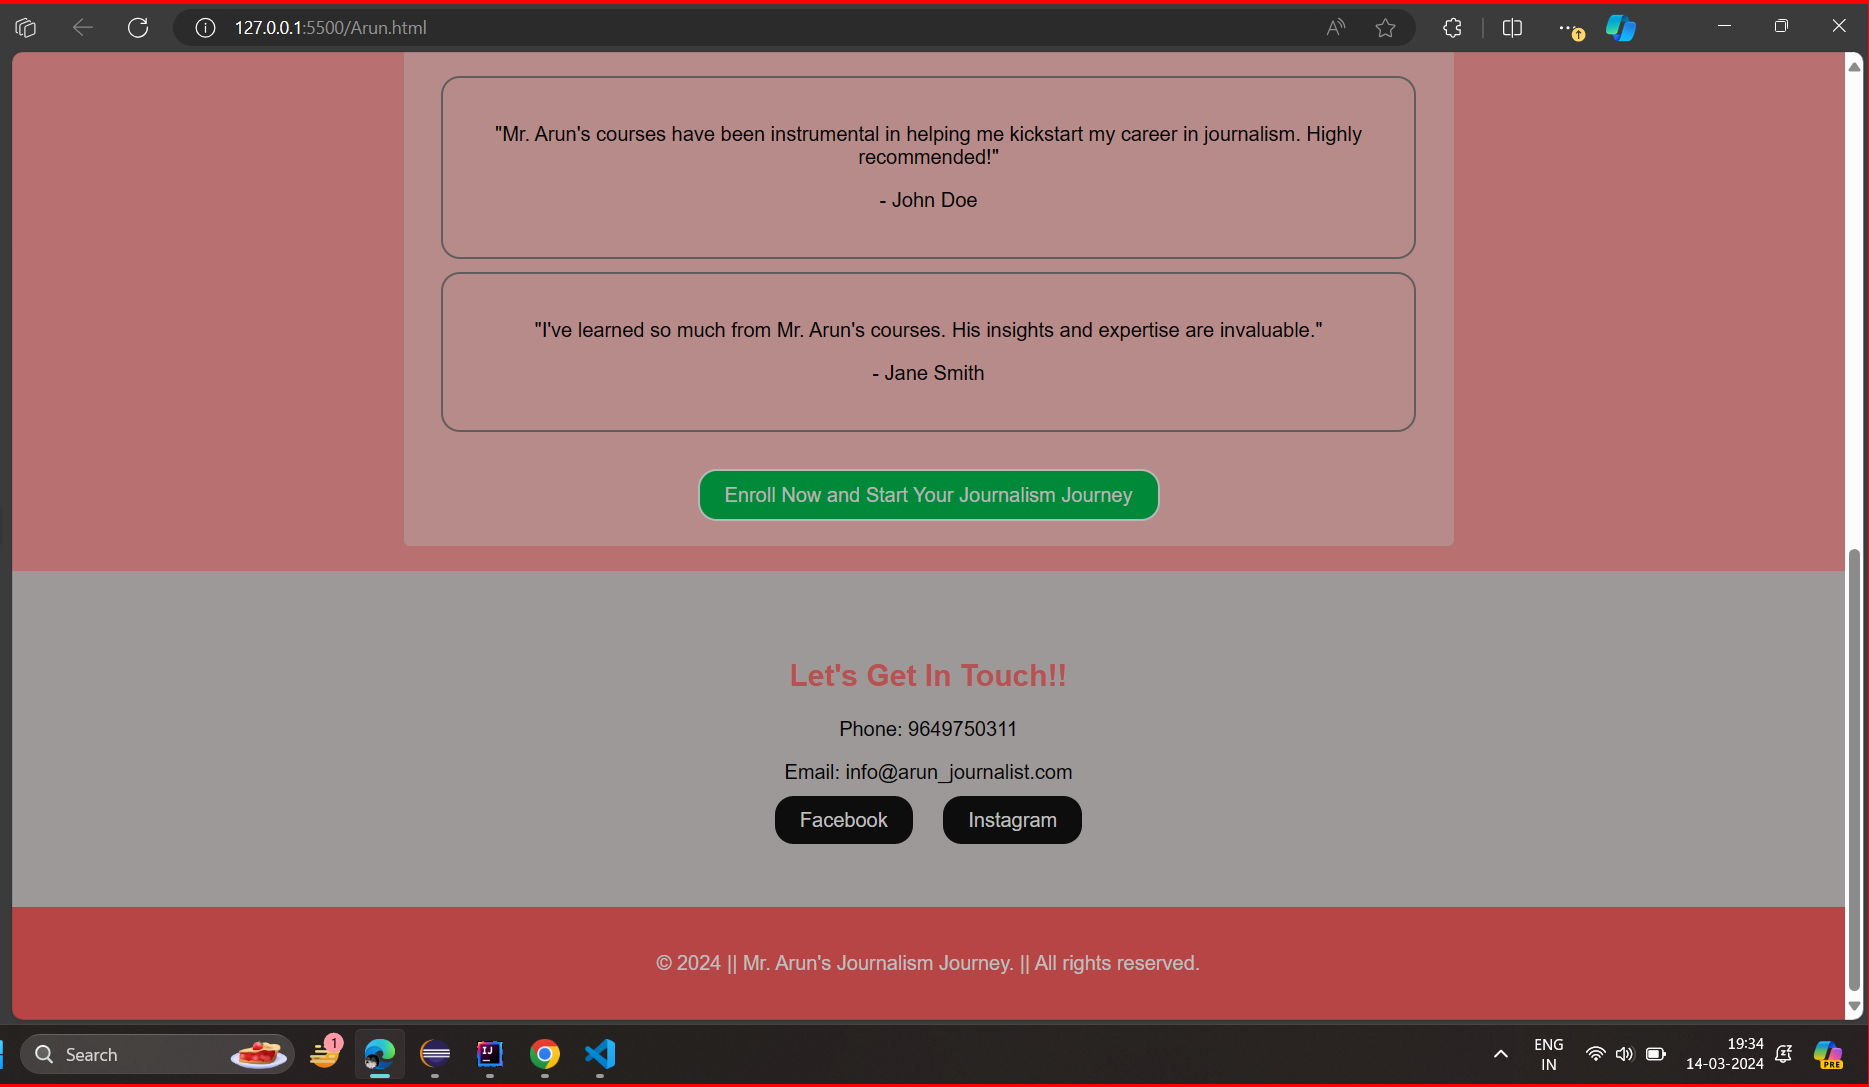 127.0.0.1:5500/Arun.html
"Mr. Arun's courses have been instrumental in helping me kickstart my career in journalism. Highly
recommended!"
- John Doe
"I've learned so much from Mr. Arun's courses. His insights and expertise are invaluable."
- Jane Smith
Enroll Now and Start Your Journalism Journey
Let's Get In Touch!!
Phone: 9649750311
Email: info@arun_journalist.com
Facebook Instagram
© 2024 || Mr. Arun's Journalism Journey. || All rights reserved.
Search
1
IJ
ENG
IN
19:34
14-03-2024
PRE